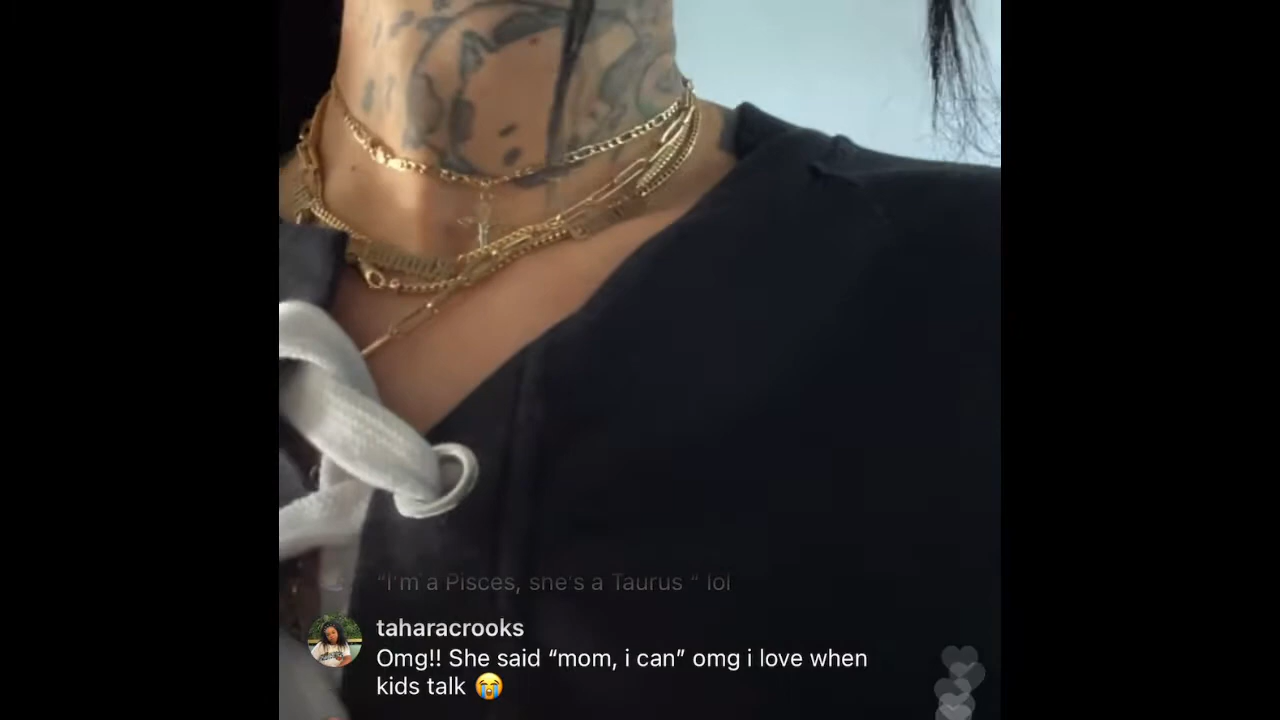 “I'm a Pisces, she's a Taurus “ lol
taharacrooks
Omg!! She said “mom, i can” omg i love when
kids talk 😭